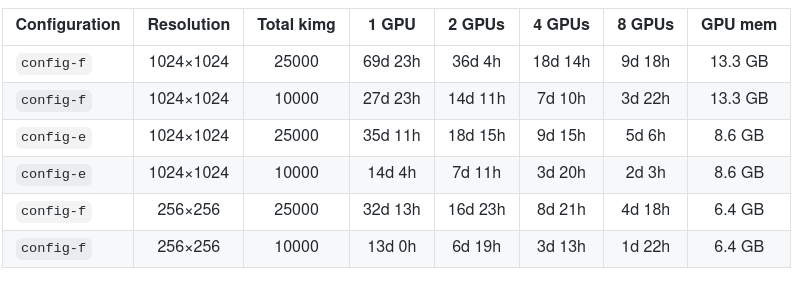 Configuration Resolution Total kimg 1 GPU 2 GPUs 4 GPUs 8 GPUs GPU mem
config-f 1024×1024 25000 69d 23h 36d 4h 18d 14h 9d 18h 13.3 GB
config-f 1024×1024 10000 27d 23h 14d 11h 7d 10h 3d 22h 13.3 GB
config-e 1024×1024 25000 35d 11h 18d 15h 9d 15h 5d 6h 8.6 GB
config-e 1024×1024 10000 14d 4h 7d 11h 3d 20h 2d 3h 8.6 GB
config-f 256×256 25000 32d 13h 16d 23h 8d 21h 4d 18h 6.4 GB
config-f 256×256 10000 13d 0h 6d 19h 3d 13h 1d 22h 6.4 GB